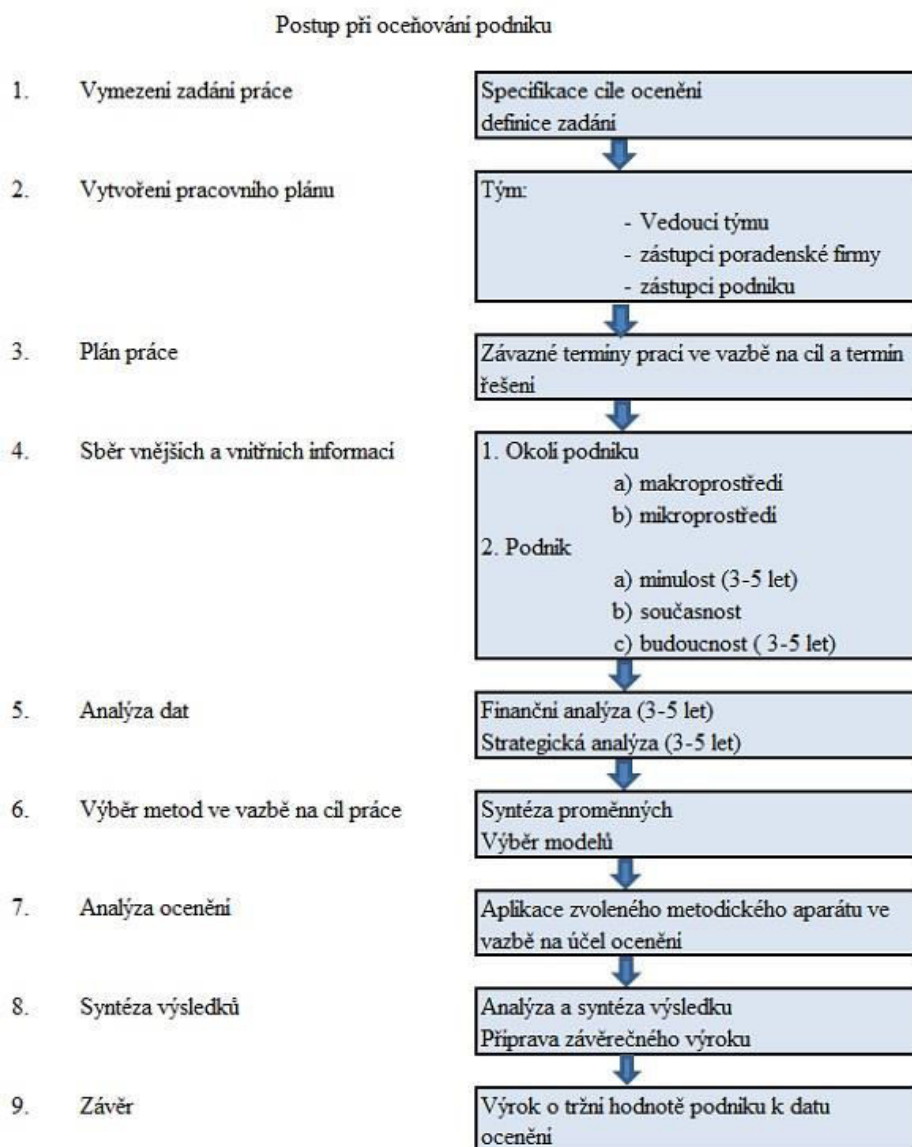 Postup při oceňování podniku
1. Vymezení zadání práce
Specifikace cíle ocenění
definice zadání
2. Vytvoření pracovního plánu
Tým:
- Vedoucí týmu
- zástupci poradenské firmy
- zástupci podniku
3. Plán práce
Závazné termíny prací ve vazbě na cíl a termín
řešení
4. Sběr vnějších a vnitřních informací
1. Okolí podniku
a) makroprostředí
b) mikroprostředí
2. Podnik
a) minulost (3-5 let)
b) současnost
c) budoucnost ( 3-5 let)
5. Analýza dat
Finanční analýza (3-5 let)
Strategická analýza (3-5 let)
6. Výběr metod ve vazbě na cíl práce
Syntéza proměnných
Výběr modelů
7. Analýza ocenění
Aplikace zvoleného metodického aparátu ve
vazbě na účel ocenění
8. Syntéza výsledků
Analýza a syntéza výsledku
Příprava závěrečného výroku
9. Závěr
Výrok o tržní hodnotě podniku k datu
ocenění